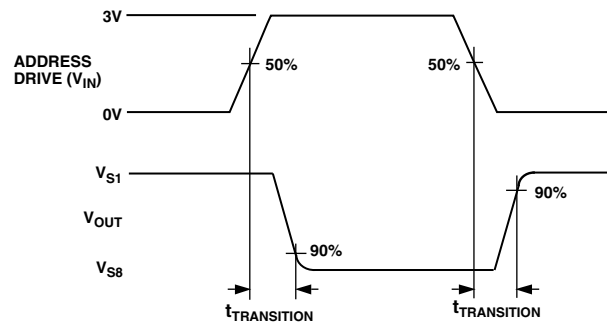 3V
ADDRESS
DRIVE (VIN)
50%
50%
0V
VS1
VOUT
90%
90%
VS8
tTRANSITION
tTRANSITION